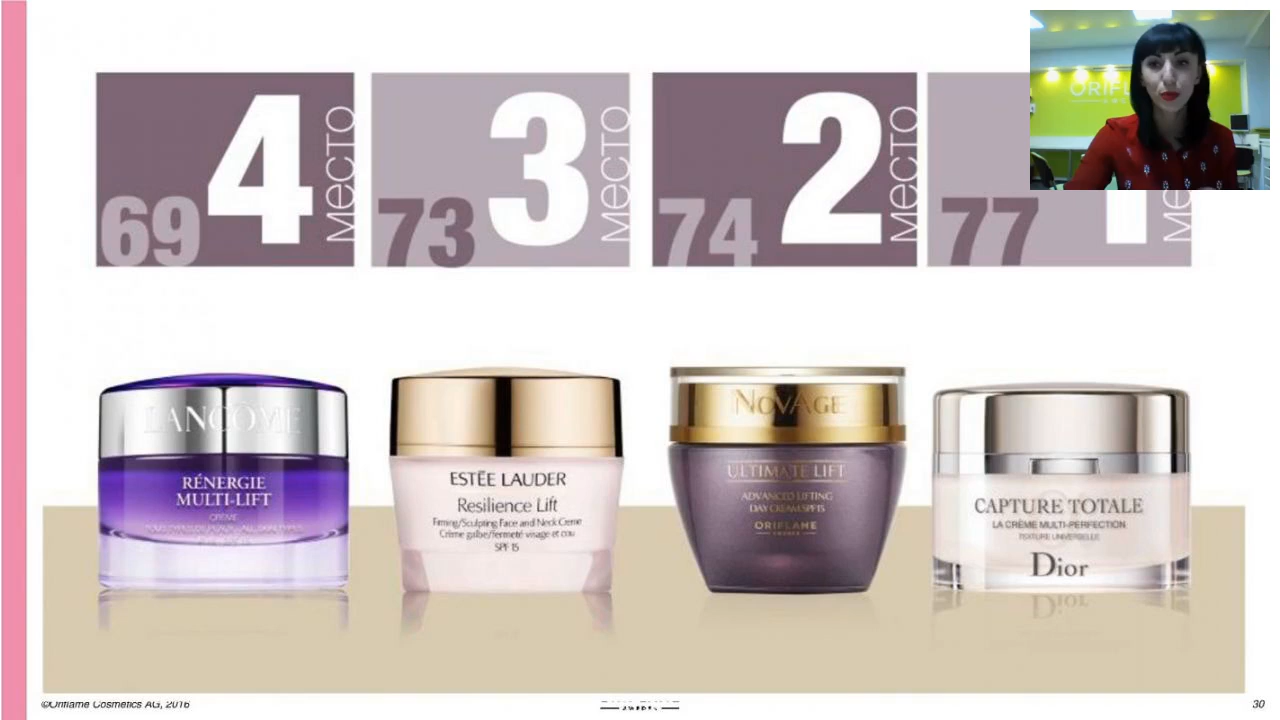 4
МЕСТО
69
3
МЕСТО
73
2
МЕСТО
74
77
LANCÔME
RÉNERGIE
MULTI-LIFT
CRÈME
ESTĒE LAUDER
Resilience Lift
Firming/Sculpting Face and Neck Creme
Crème galbe/fermeté visage et cou
SPF 15
NOVAGE
ULTIMATE LIFT
ADVANCED LIFTING
DAY CREAM SPF15
ORIFLAME
SWEDEN
CAPTURE TOTALE
LA CRÈME MULTI-PERFECTION
TEXTURE UNIVERSELLE
Dior
©Oriflame Cosmetics AG, 2016
30